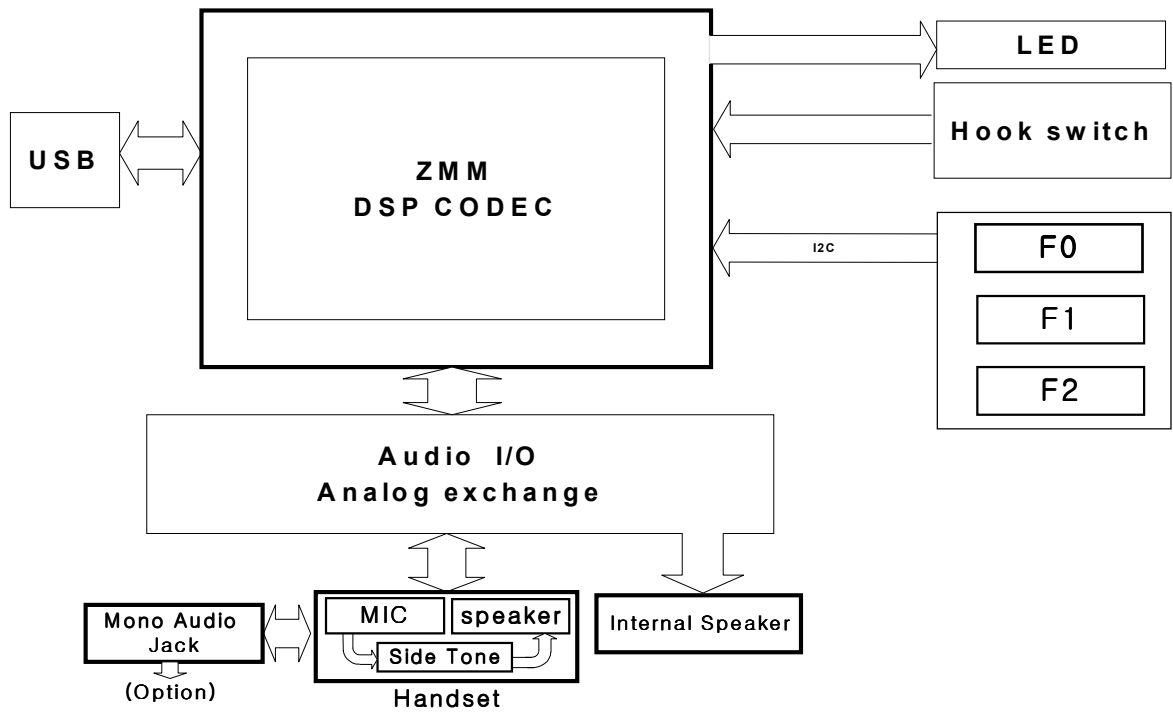 LED
Hook switch
USB
ZMM
DSP CODEC
I2C
F0
F1
F2
Audio I/O
Analog exchange
Mono Audio
Jack
(Option)
MIC
speaker
Side Tone
Handset
Internal Speaker